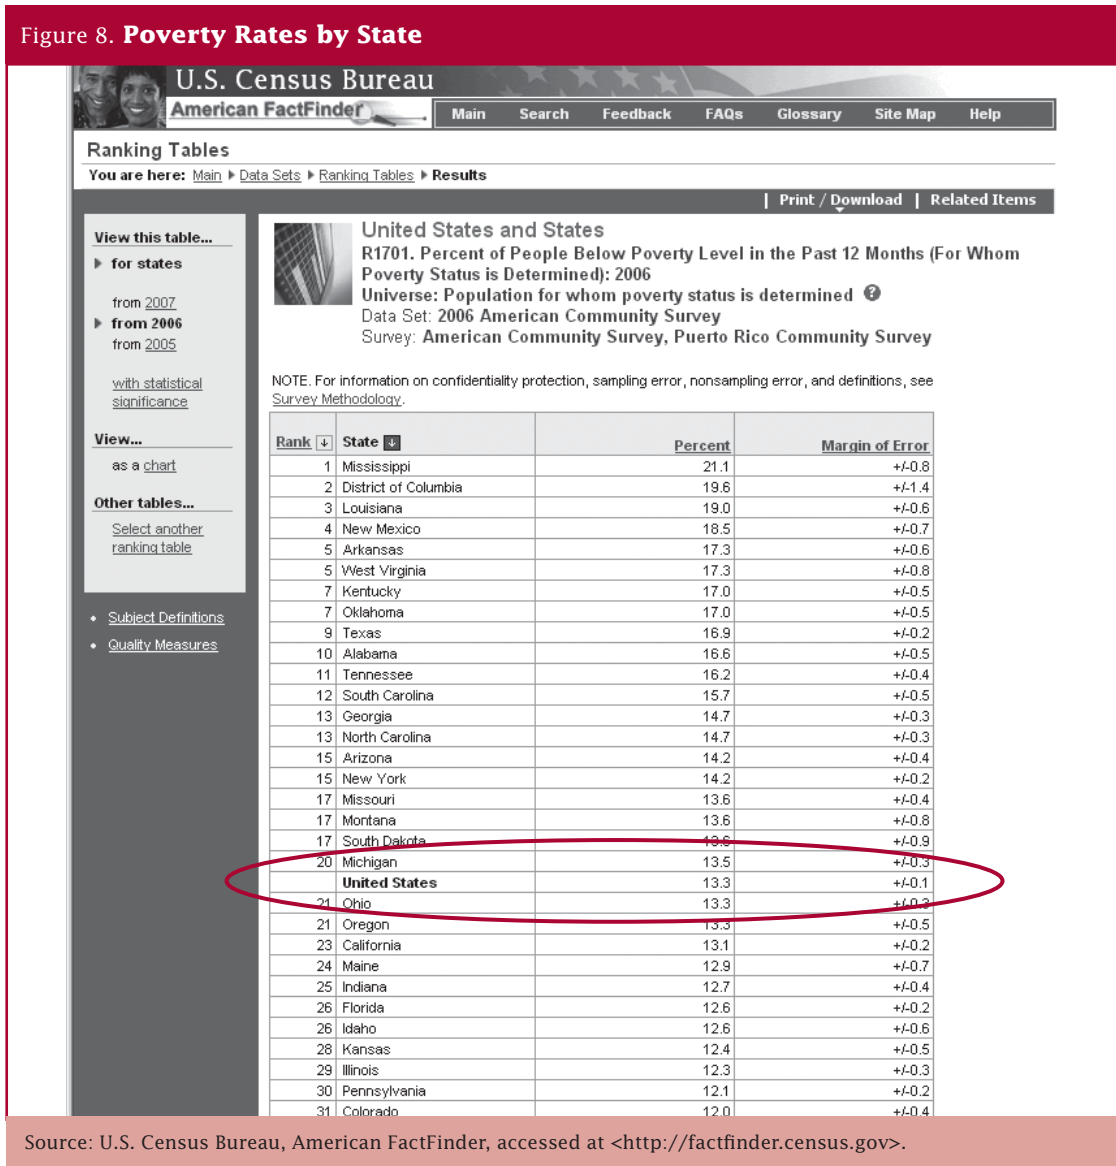 Figure 8. Poverty Rates by State
U.S. Census Bureau
American FactFinder
Main Search Feedback FAQs Glossary Site Map Help
Ranking Tables
You are here: Main ▶ Data Sets ▶ Ranking Tables ▶ Results
| Print / Download | Related Items
View this table...
for states
from 2007
from 2006
from 2005
with statistical
significance
View...
as a chart
Other tables...
Select another
ranking table
• Subject Definitions
• Quality Measures
United States and States
R1701. Percent of People Below Poverty Level in the Past 12 Months (For Whom
Poverty Status is Determined): 2006
Universe: Population for whom poverty status is determined ?
Data Set: 2006 American Community Survey
Survey: American Community Survey, Puerto Rico Community Survey
NOTE. For information on confidentiality protection, sampling error, nonsampling error, and definitions, see
Survey Methodology.
Rank State Percent Margin of Error
1 Mississippi 21.1 +/-0.8
2 District of Columbia 19.6 +/-1.4
3 Louisiana 19.0 +/-0.6
4 New Mexico 18.5 +/-0.7
5 Arkansas 17.3 +/-0.6
5 West Virginia 17.3 +/-0.8
7 Kentucky 17.0 +/-0.5
7 Oklahoma 17.0 +/-0.5
9 Texas 16.9 +/-0.2
10 Alabama 16.6 +/-0.5
11 Tennessee 16.2 +/-0.4
12 South Carolina 15.7 +/-0.5
13 Georgia 14.7 +/-0.3
13 North Carolina 14.7 +/-0.3
15 Arizona 14.2 +/-0.4
15 New York 14.2 +/-0.2
17 Missouri 13.6 +/-0.4
17 Montana 13.6 +/-0.8
17 South Dakota 13.6 +/-0.9
20 Michigan 13.5 +/-0.3
United States 13.3 +/-0.1
21 Ohio 13.3 +/-0.3
21 Oregon 13.3 +/-0.5
23 California 13.1 +/-0.2
24 Maine 12.9 +/-0.7
25 Indiana 12.7 +/-0.4
26 Florida 12.6 +/-0.2
26 Idaho 12.6 +/-0.6
28 Kansas 12.4 +/-0.5
29 Illinois 12.3 +/-0.3
30 Pennsylvania 12.1 +/-0.2
31 Colorado 12.0 +/-0.4
Source: U.S. Census Bureau, American FactFinder, accessed at <http://factfinder.census.gov>.